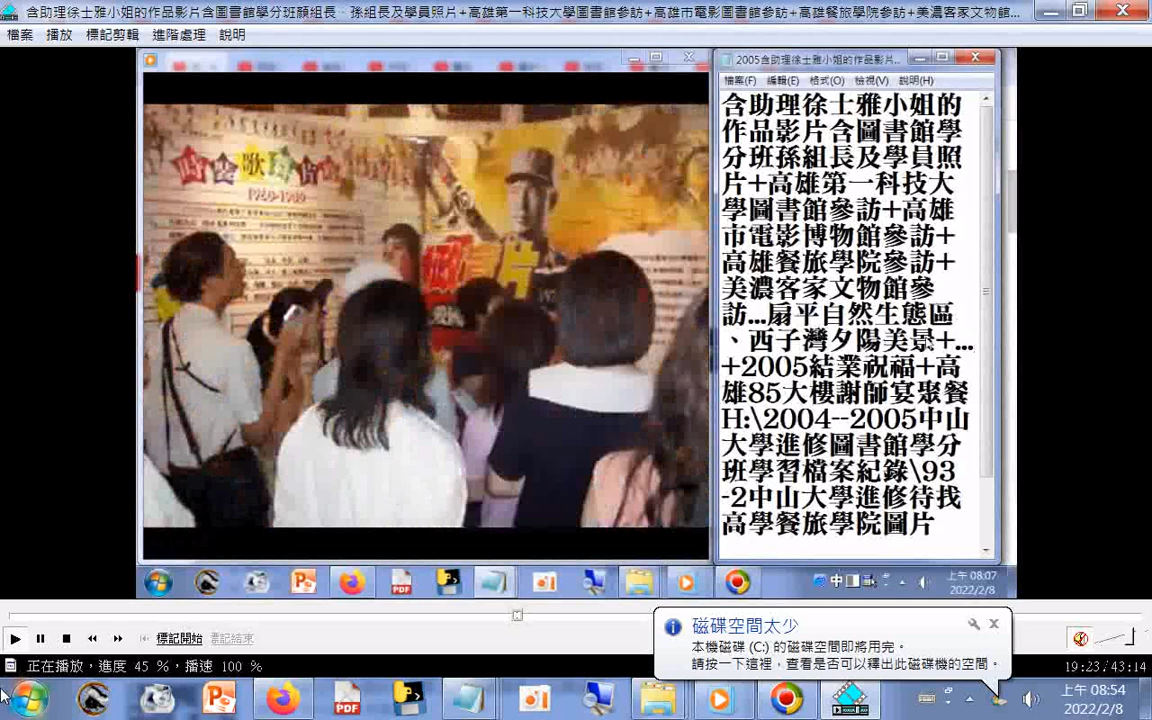 含助理徐士雅小姐的作品影片含圖書館學分班顏組長﹑孫組長及學員照片+高雄第一科技大學圖書館參訪+高雄市電影圖書館參訪+高雄餐旅學院參訪+美濃客家文物館...
檔案 播放 標記剪輯 進階處理 說明
2005含助理徐士雅小姐的作品影片...
檔案(F) 編輯(E) 格式(O) 檢視(V) 說明(H)
1960-1989
含助理徐士雅小姐的
作品影片含圖書館學
分班孫組長及學員照
片+高雄第一科技大
學圖書館參訪+高雄
市電影博物館參訪+
高雄餐旅學院參訪+
美濃客家文物館參
訪...扇平自然生態區
、西子灣夕陽美景+...
+2005結業祝福+高
雄85大樓謝師宴聚餐
H:\2004--2005中山
大學進修圖書館學分
班學習檔案紀錄\93
-2中山大學進修待找
高學餐旅學院圖片
中
上午 08:07
2022/2/8
標記開始 標記結束
磁碟空間太少
本機磁碟 (C:) 的磁碟空間即將用完。
請按一下這裡，查看是否可以釋出此磁碟機的空間。
正在播放，進度 45 %，播速 100 %
19:23/43:14
PDF
上午 08:54
2022/2/8